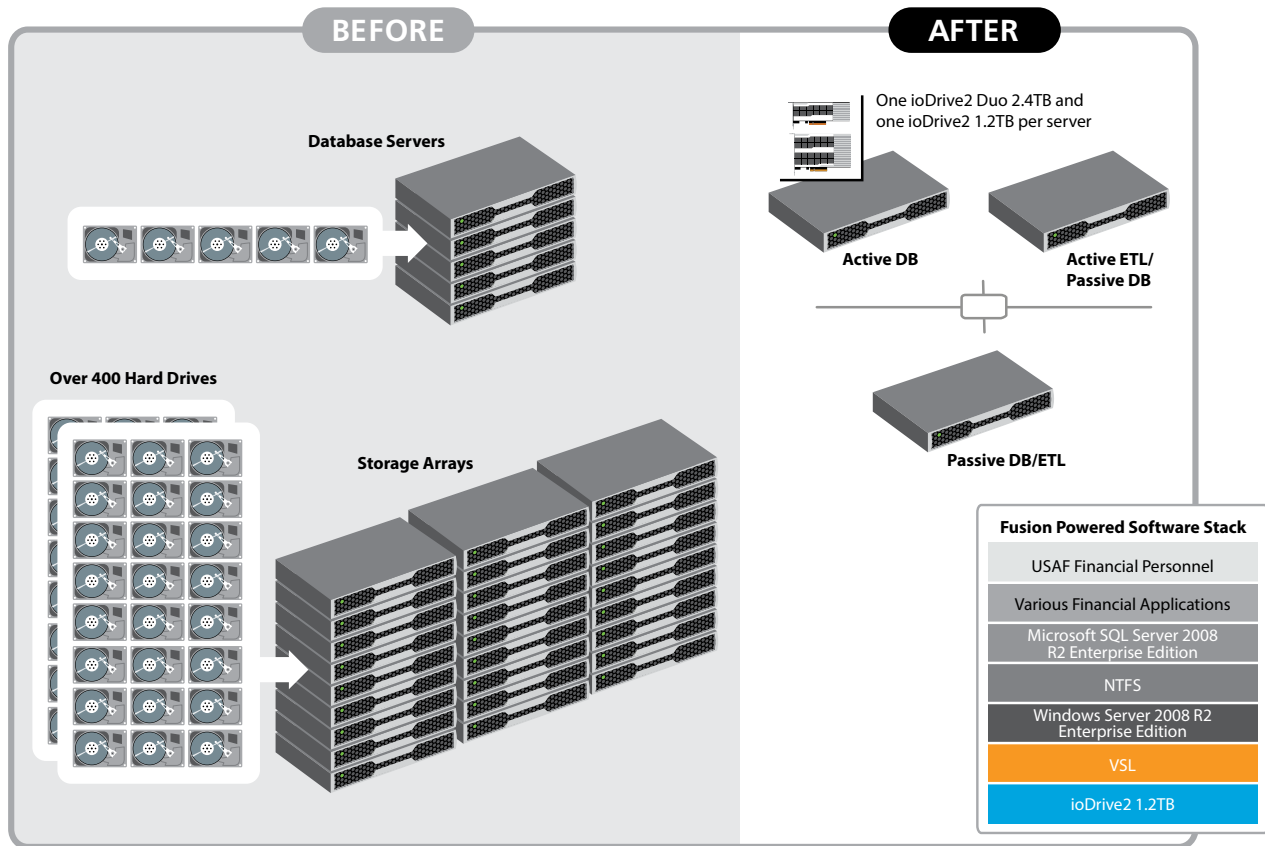 BEFORE
Database Servers
Over 400 Hard Drives
Storage Arrays
AFTER
One ioDrive2 Duo 2.4TB and
one ioDrive2 1.2TB per server
Active DB
Active ETL/
Passive DB
Passive DB/ETL
Fusion Powered Software Stack
USAF Financial Personnel
Various Financial Applications
Microsoft SQL Server 2008
R2 Enterprise Edition
NTFS
Windows Server 2008 R2
Enterprise Edition
VSL
ioDrive2 1.2TB